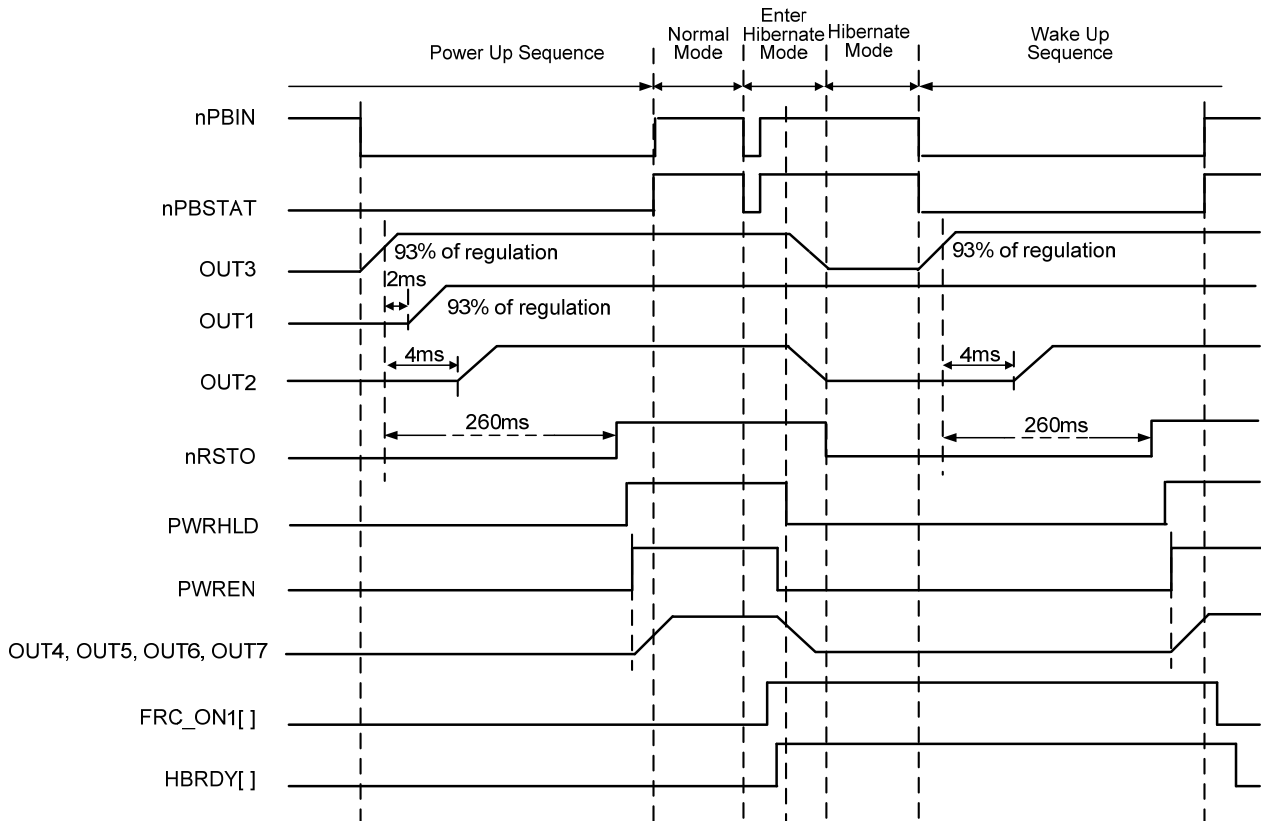 Power Up Sequence
Normal
Mode
Enter
Hibernate
Mode
Hibernate
Mode
Wake Up
Sequence
nPBIN
nPBSTAT
OUT3
93% of regulation
93% of regulation
2ms
OUT1
93% of regulation
OUT2
4ms
4ms
260ms
260ms
nRSTO
PWRHLD
PWREN
OUT4, OUT5, OUT6, OUT7
FRC_ON1[ ]
HBRDY[ ]